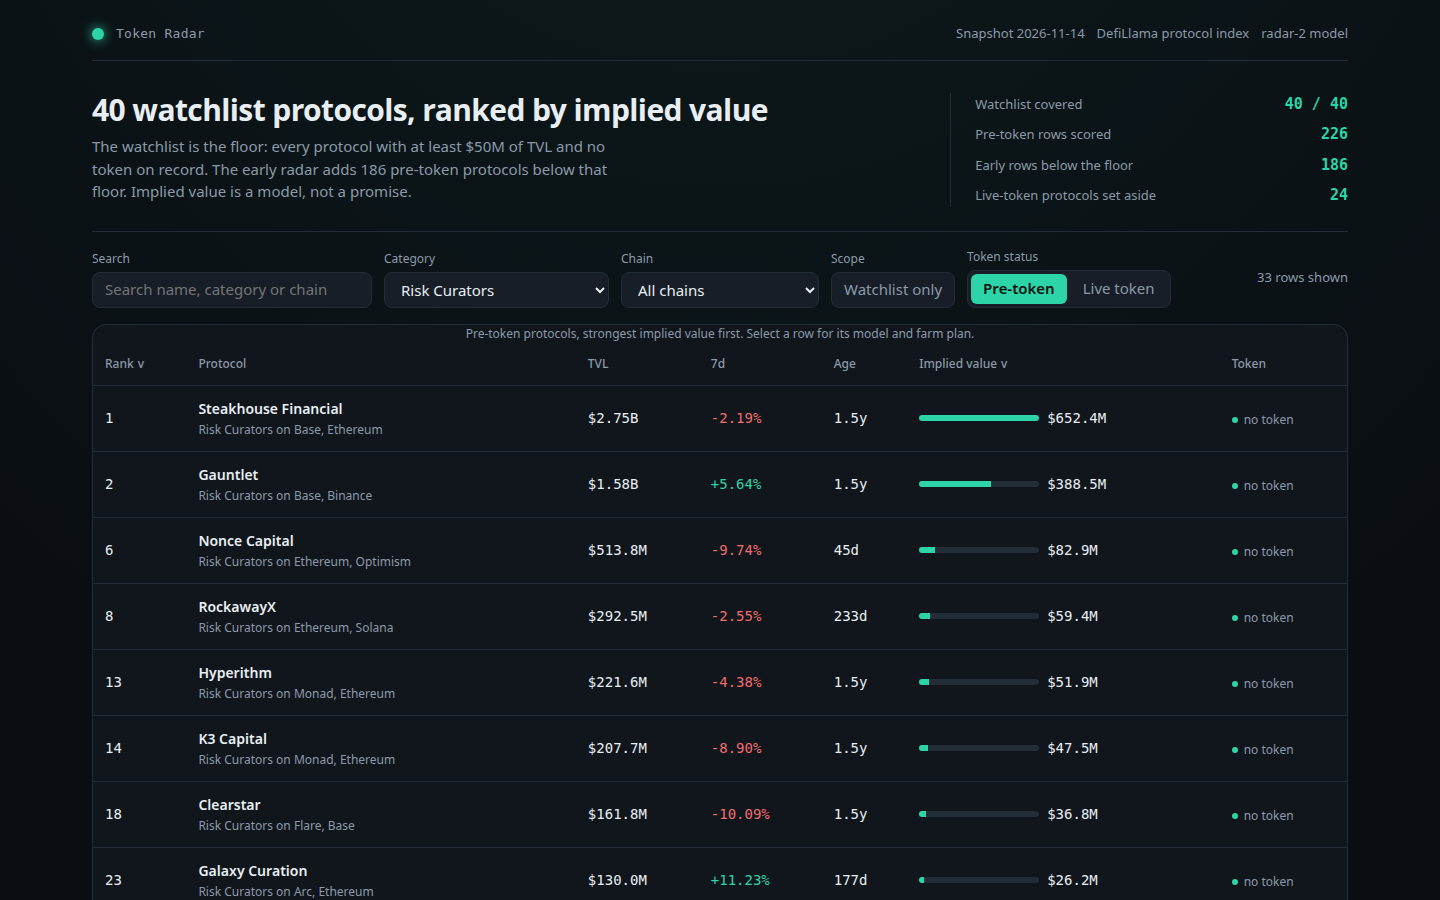 Token Radar
Snapshot 2026-11-14 DefiLlama protocol index radar-2 model
40 watchlist protocols, ranked by implied value
The watchlist is the floor: every protocol with at least $50M of TVL and no
token on record. The early radar adds 186 pre-token protocols below that
floor. Implied value is a model, not a promise.
Watchlist covered 40 / 40
Pre-token rows scored 226
Early rows below the floor 186
Live-token protocols set aside 24
Search Category Chain Scope Token status
Search name, category or chain Risk Curators All chains Watchlist only Pre-token Live token 33 rows shown
Pre-token protocols, strongest implied value first. Select a row for its model and farm plan.
Rank v Protocol TVL 7d Age Implied value v Token
1 Steakhouse Financial $2.75B -2.19% 1.5y $652.4M no token
Risk Curators on Base, Ethereum
2 Gauntlet $1.58B +5.64% 1.5y $388.5M no token
Risk Curators on Base, Binance
6 Nonce Capital $513.8M -9.74% 45d $82.9M no token
Risk Curators on Ethereum, Optimism
8 RockawayX $292.5M -2.55% 233d $59.4M no token
Risk Curators on Ethereum, Solana
13 Hyperithm $221.6M -4.38% 1.5y $51.9M no token
Risk Curators on Monad, Ethereum
14 K3 Capital $207.7M -8.90% 1.5y $47.5M no token
Risk Curators on Monad, Ethereum
18 Clearstar $161.8M -10.09% 1.5y $36.8M no token
Risk Curators on Flare, Base
23 Galaxy Curation $130.0M +11.23% 177d $26.2M no token
Risk Curators on Arc, Ethereum